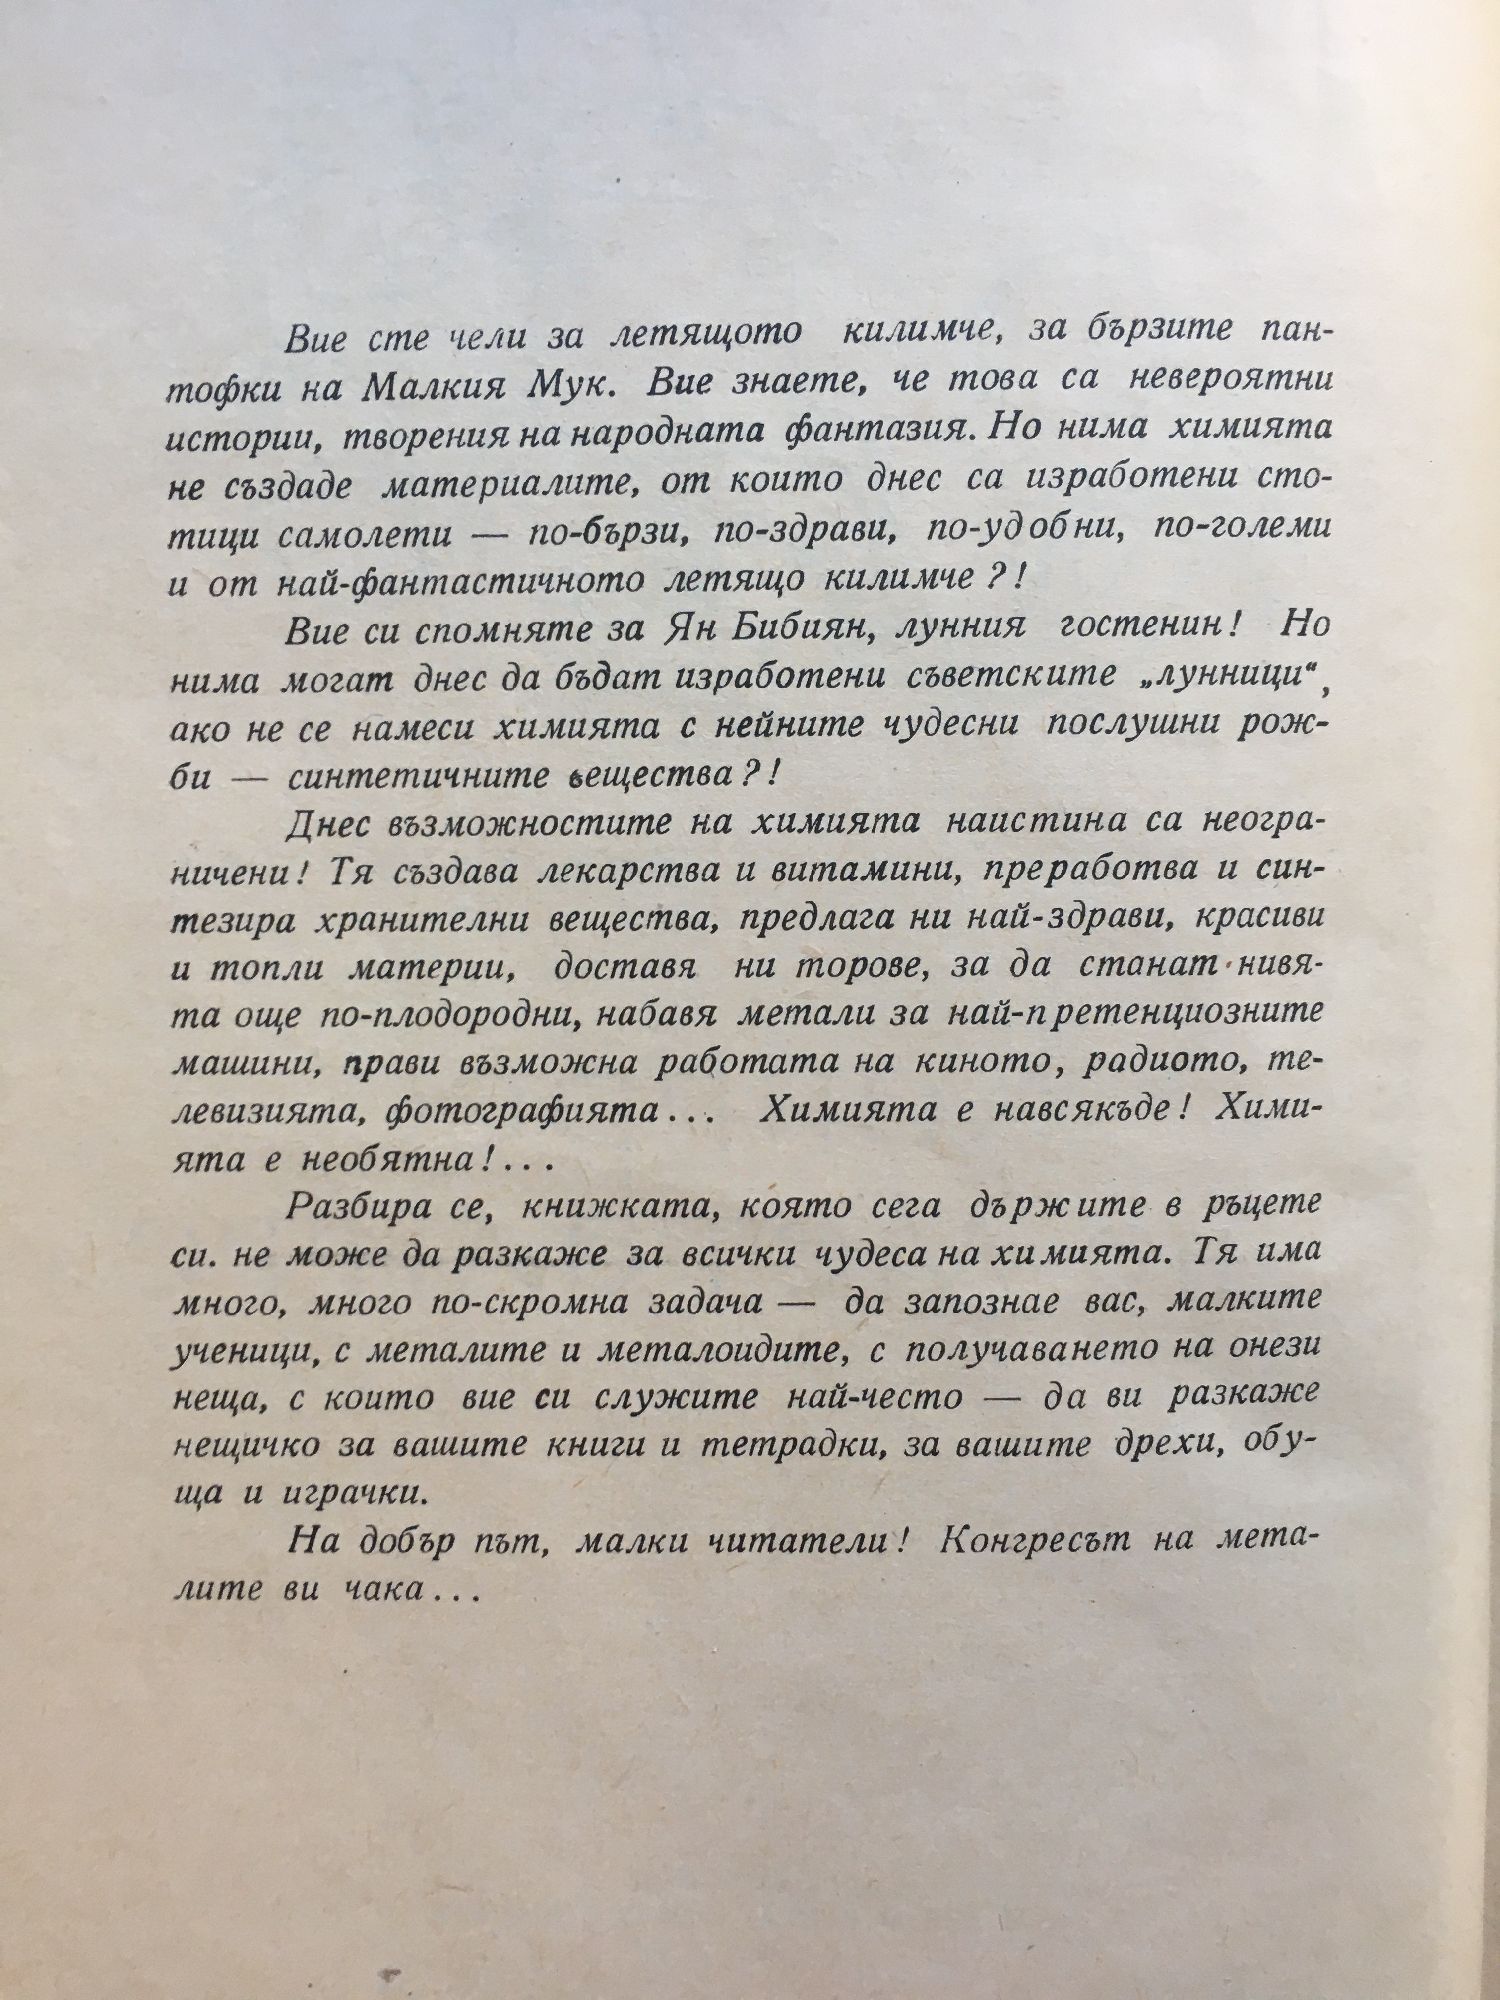 Вие сте чели за летящото килимче, за бързите пан-
тофки на Малкия Мук. Вие знаете, че това са невероятни
истории, творения на народната фантазия. Но нима химията
не създаде материалите, от които днес са изработени сто-
тици самолети — по-бързи, по-здрави, по-удобни, по-големи
и от най-фантастичното летящо килимче?!
Вие си спомняте за Ян Бибиян, лунния гостенин! Но
нима могат днес да бъдат изработени съветските „лунници“,
ако не се намеси химията с нейните чудесни послушни рож-
би — синтетичните вещества?!
Днес възможностите на химията наистина са неогра-
ничени! Тя създава лекарства и витамини, преработва и син-
тезира хранителни вещества, предлага ни най-здрави, красиви
и топли материи, доставя ни торове, за да станат нивя-
та още по-плодородни, набавя метали за най-претенциозните
машини, прави възможна работата на киното, радиото, те-
левизията, фотографията... Химията е навсякъде! Хими-
ята е необятна!...
Разбира се, книжката, която сега държите в ръцете
си. не може да разкаже за всички чудеса на химията. Тя има
много, много по-скромна задача — да запознае вас, малките
ученици, с металите и металоидите, с получаването на онези
неща, с които вие си служите най-често — да ви разкаже
нещичко за вашите книги и тетрадки, за вашите дрехи, обу-
ща и играчки.
На добър път, малки читатели! Конгресът на мета-
лите ви чака...